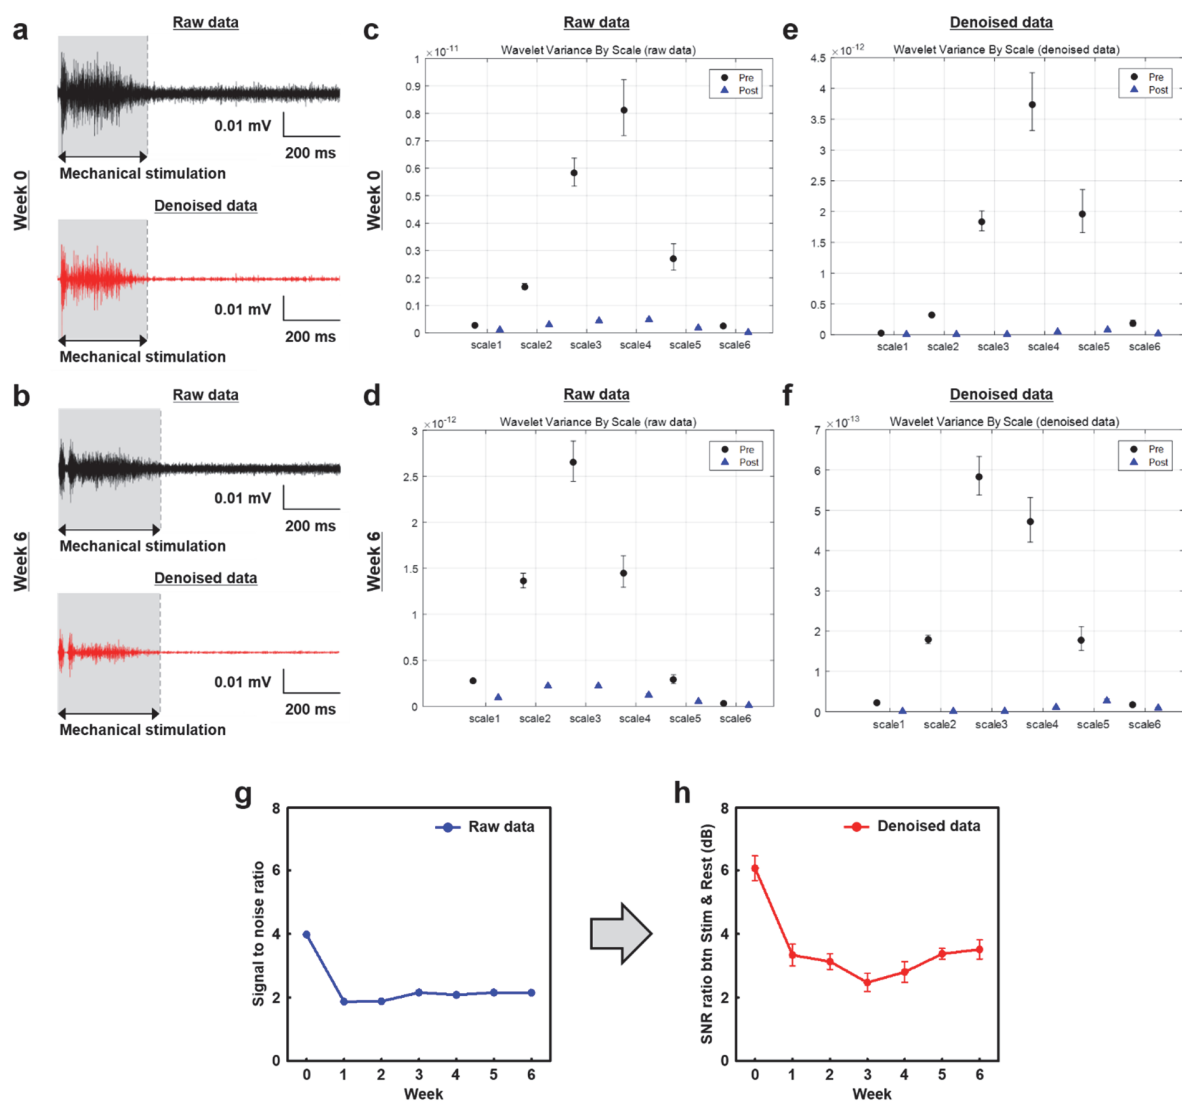 a
Raw data
0.01 mV
200 ms
Mechanical stimulation
Week 0
Denoised data
0.01 mV
200 ms
Mechanical stimulation
c
Raw data
×10⁻¹¹
Wavelet Variance By Scale (raw data)
1
0.9
0.8
0.7
0.6
0.5
0.4
0.3
0.2
0.1
0
Pre
Post
Week 0
scale1 scale2 scale3 scale4 scale5 scale6
e
Denoised data
×10⁻¹²
Wavelet Variance By Scale (denoised data)
4.5
4
3.5
3
2.5
2
1.5
1
0.5
0
Pre
Post
scale1 scale2 scale3 scale4 scale5 scale6
b
Raw data
0.01 mV
200 ms
Mechanical stimulation
Week 6
Denoised data
0.01 mV
200 ms
Mechanical stimulation
d
Raw data
×10⁻¹²
Wavelet Variance By Scale (raw data)
3
2.5
2
1.5
1
0.5
0
Pre
Post
Week 6
scale1 scale2 scale3 scale4 scale5 scale6
f
Denoised data
×10⁻¹³
Wavelet Variance By Scale (denoised data)
7
6
5
4
3
2
1
0
Pre
Post
scale1 scale2 scale3 scale4 scale5 scale6
g
Raw data
Signal to noise ratio
8
6
4
2
0
0 1 2 3 4 5 6
Week
h
Denoised data
SNR ratio btn Stim & Rest (dB)
8
6
4
2
0
0 1 2 3 4 5 6
Week